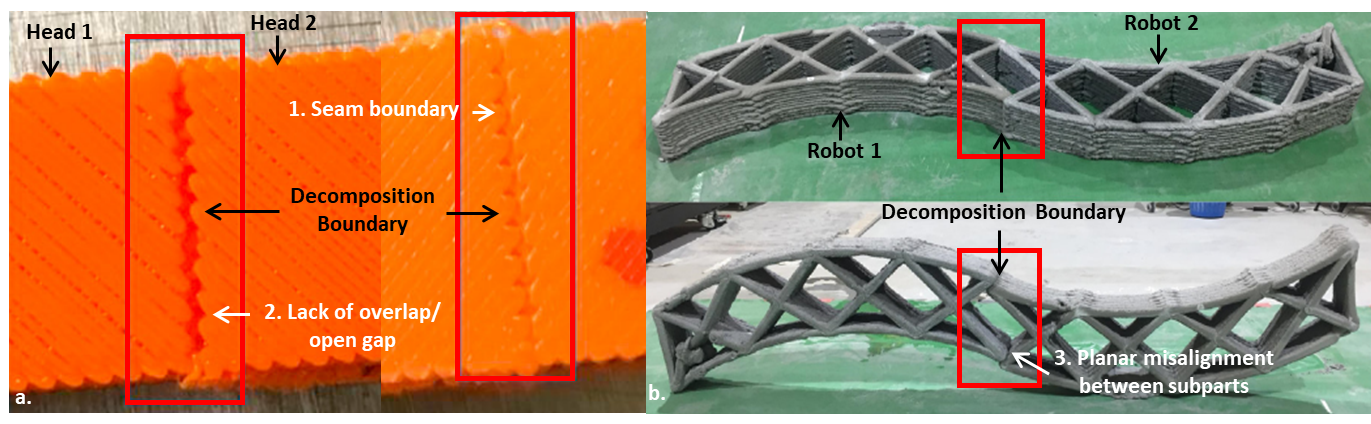 Head 1
Head 2
1. Seam boundary
Decomposition
Boundary
2. Lack of overlap/
open gap
a.
Robot 2
Robot 1
Decomposition Boundary
3. Planar misalignment
between subparts
b.